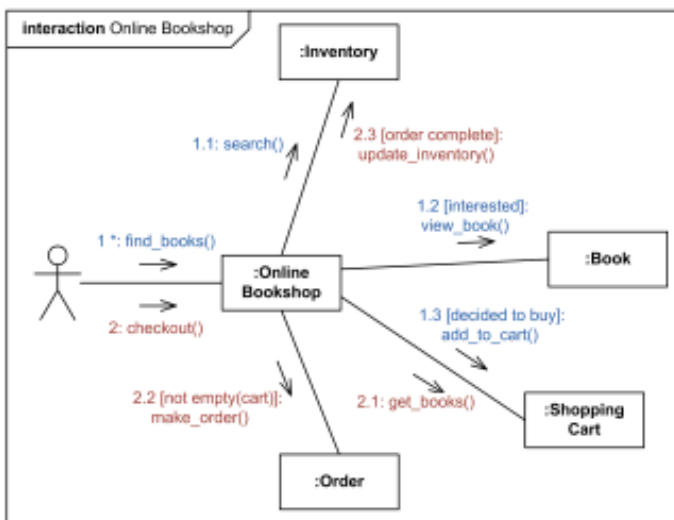 interaction Online Bookshop
:Inventory
1.1: search()
2.3 [order complete]:
update_inventory()
1.2 [interested]:
view_book()
1 *: find_books()
:Online
Bookshop
:Book
2: checkout()
1.3 [decided to buy]:
add_to_cart()
2.2 [not empty(cart)]:
make_order()
2.1: get_books()
:Shopping
Cart
:Order